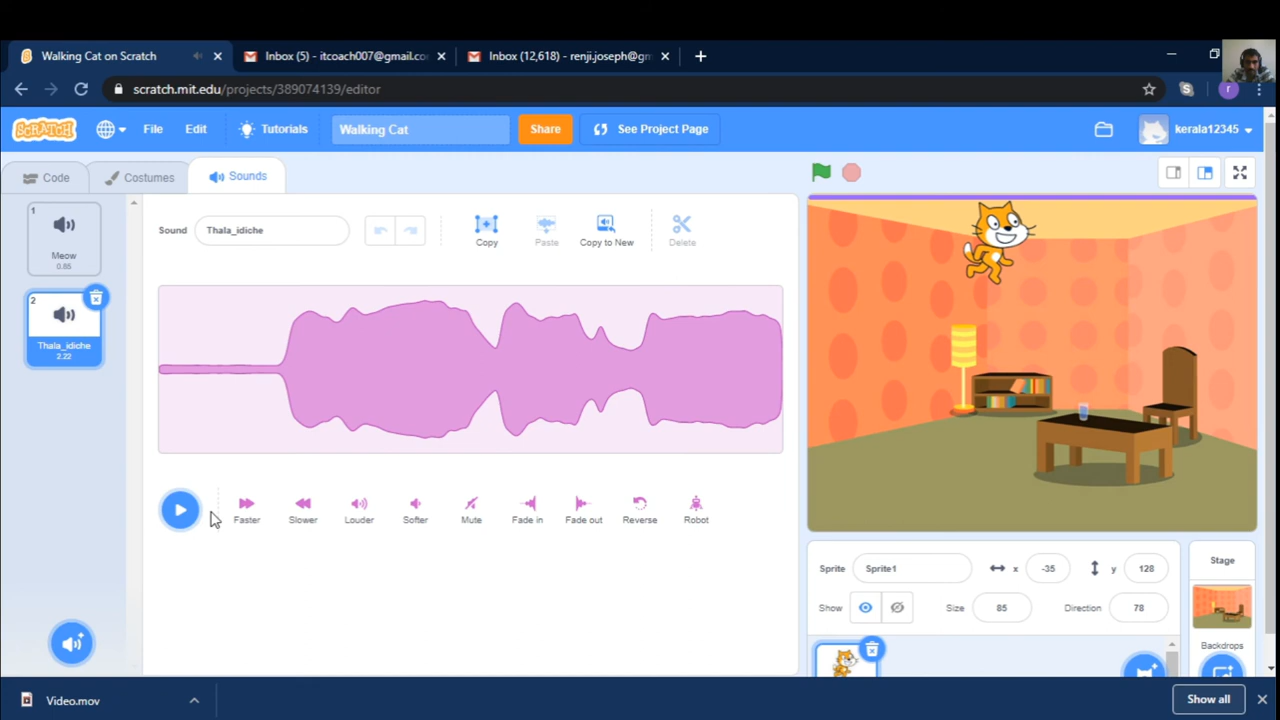 Walking Cat on Scratch
Inbox (5) - itcoach007@gmail.co
Inbox (12,618) - renji.joseph@gm
scratch.mit.edu/projects/389074139/editor
r
SCRATCH
File
Edit
Tutorials
Walking Cat
Share
See Project Page
kerala12345
Code
Costumes
Sounds
1
Meow
0.85
2
Thala_idiche
2.22
Sound
Thala_idiche
Copy
Paste
Copy to New
Delete
Faster
Slower
Louder
Softer
Mute
Fade in
Fade out
Reverse
Robot
Sprite
Sprite1
x
-35
y
128
Show
Size
85
Direction
78
Stage
Backdrops
Video.mov
Show all